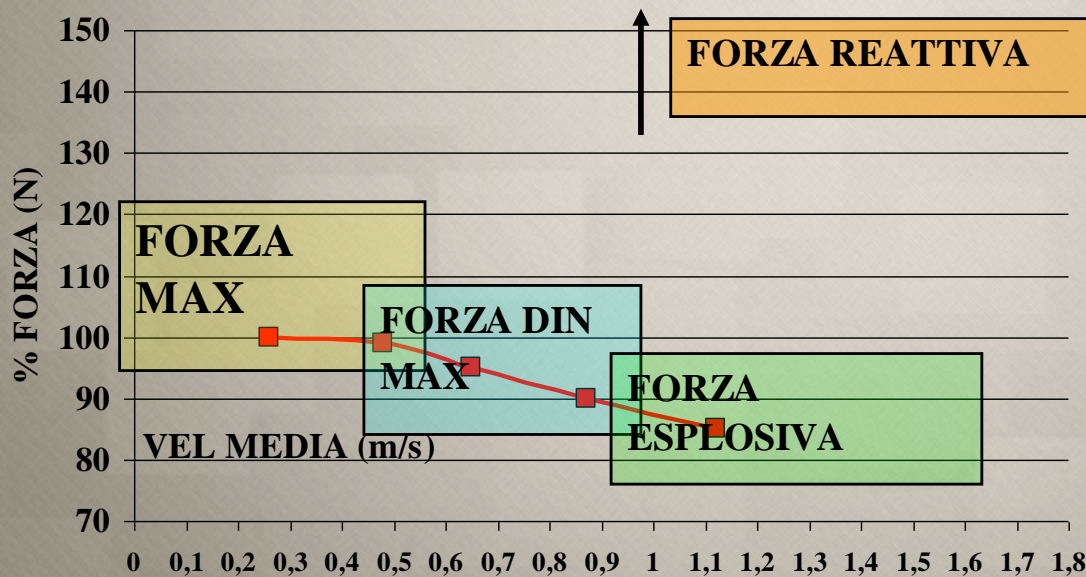 150
140
130
120
110
100
90
80
70
% FORZA (N)
FORZA REATTIVA
FORZA
MAX
FORZA DIN
MAX
FORZA
ESPLOSIVA
VEL MEDIA (m/s)
0 0,1 0,2 0,3 0,4 0,5 0,6 0,7 0,8 0,9 1 1,1 1,2 1,3 1,4 1,5 1,6 1,7 1,8